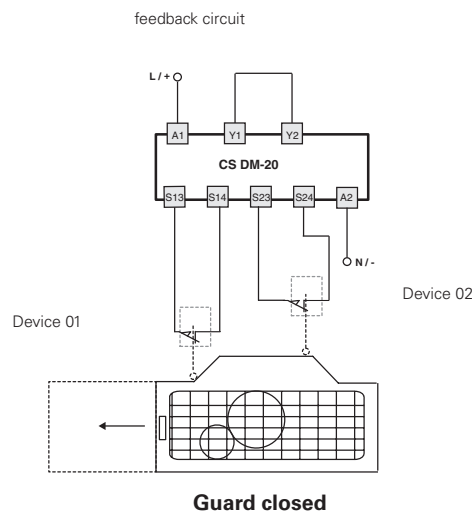 feedback circuit
L / +
A1 Y1 Y2
CS DM-20
S13 S14 S23 S24 A2
N / -
Device 02
Device 01
Guard closed